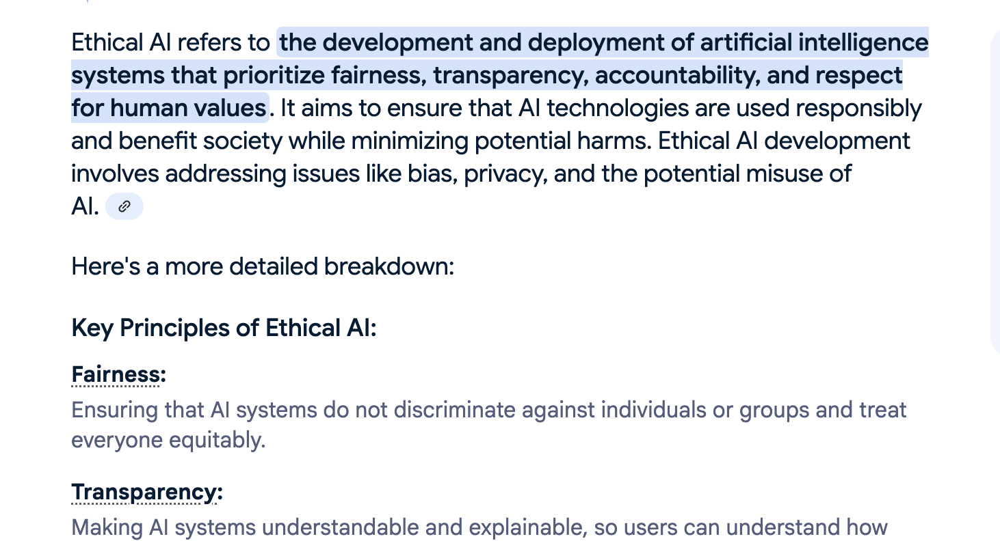 Ethical AI refers to the development and deployment of artificial intelligence
systems that prioritize fairness, transparency, accountability, and respect
for human values. It aims to ensure that AI technologies are used responsibly
and benefit society while minimizing potential harms. Ethical AI development
involves addressing issues like bias, privacy, and the potential misuse of
AI.
Here's a more detailed breakdown:
Key Principles of Ethical AI:
Fairness:
Ensuring that AI systems do not discriminate against individuals or groups and treat
everyone equitably.
Transparency:
Making AI systems understandable and explainable, so users can understand how